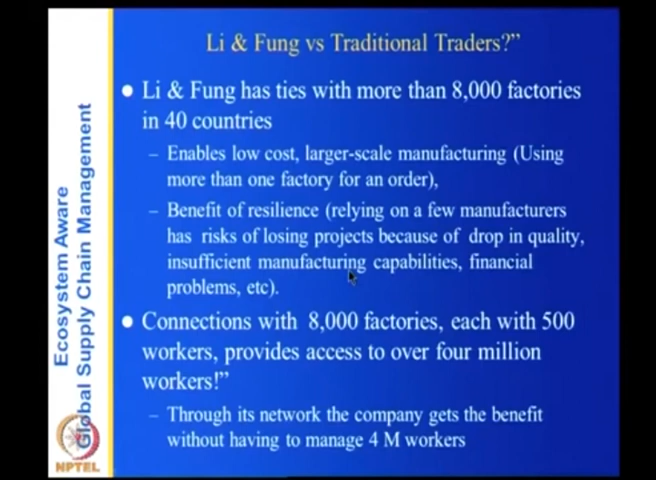 Li & Fung vs Traditional Traders?”
Li & Fung has ties with more than 8,000 factories
in 40 countries
– Enables low cost, larger-scale manufacturing (Using
more than one factory for an order),
– Benefit of resilience (relying on a few manufacturers
has risks of losing projects because of drop in quality,
insufficient manufacturing capabilities, financial
problems, etc).
Connections with 8,000 factories, each with 500
workers, provides access to over four million
workers!”
– Through its network the company gets the benefit
without having to manage 4 M workers
Ecosystem Aware
Global Supply Chain Management
NPTEL